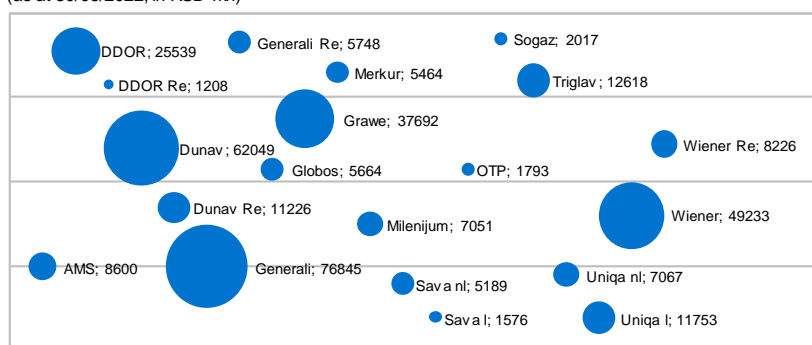 DDOR; 25539
Generali Re; 5748
Sogaz; 2017
Merkur; 5464
DDOR Re; 1208
Triglav; 12618
Grawe; 37692
Dunav; 62049
Wiener Re; 8226
Globos; 5664
OTP; 1793
Dunav Re; 11226
Wiener; 49233
Milenijum; 7051
AMS; 8600
Generali; 76845
Uniqa nl; 7067
Sava nl; 5189
Sava l; 1576
Uniqa l; 11753